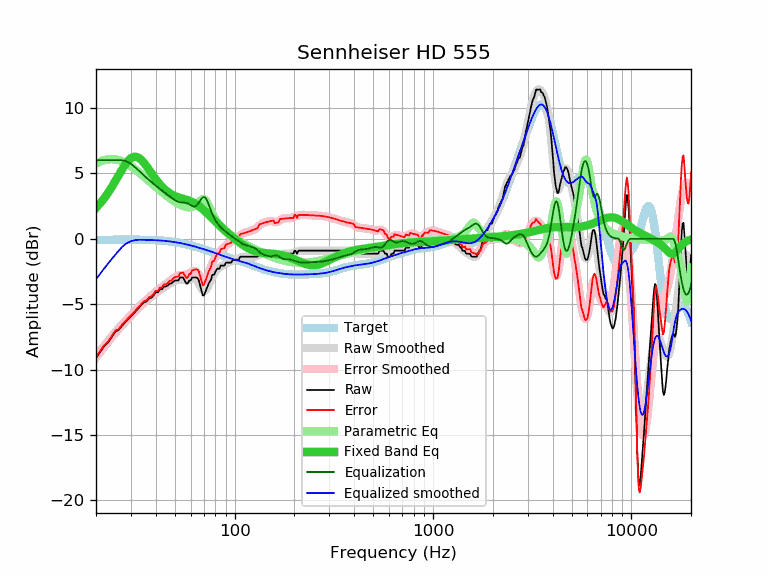 Sennheiser HD 555
Amplitude (dBr)
10
5
0
−5
−10
−15
−20
Target
Raw Smoothed
Error Smoothed
Raw
Error
Parametric Eq
Fixed Band Eq
Equalization
Equalized smoothed
100
1000
10000
Frequency (Hz)